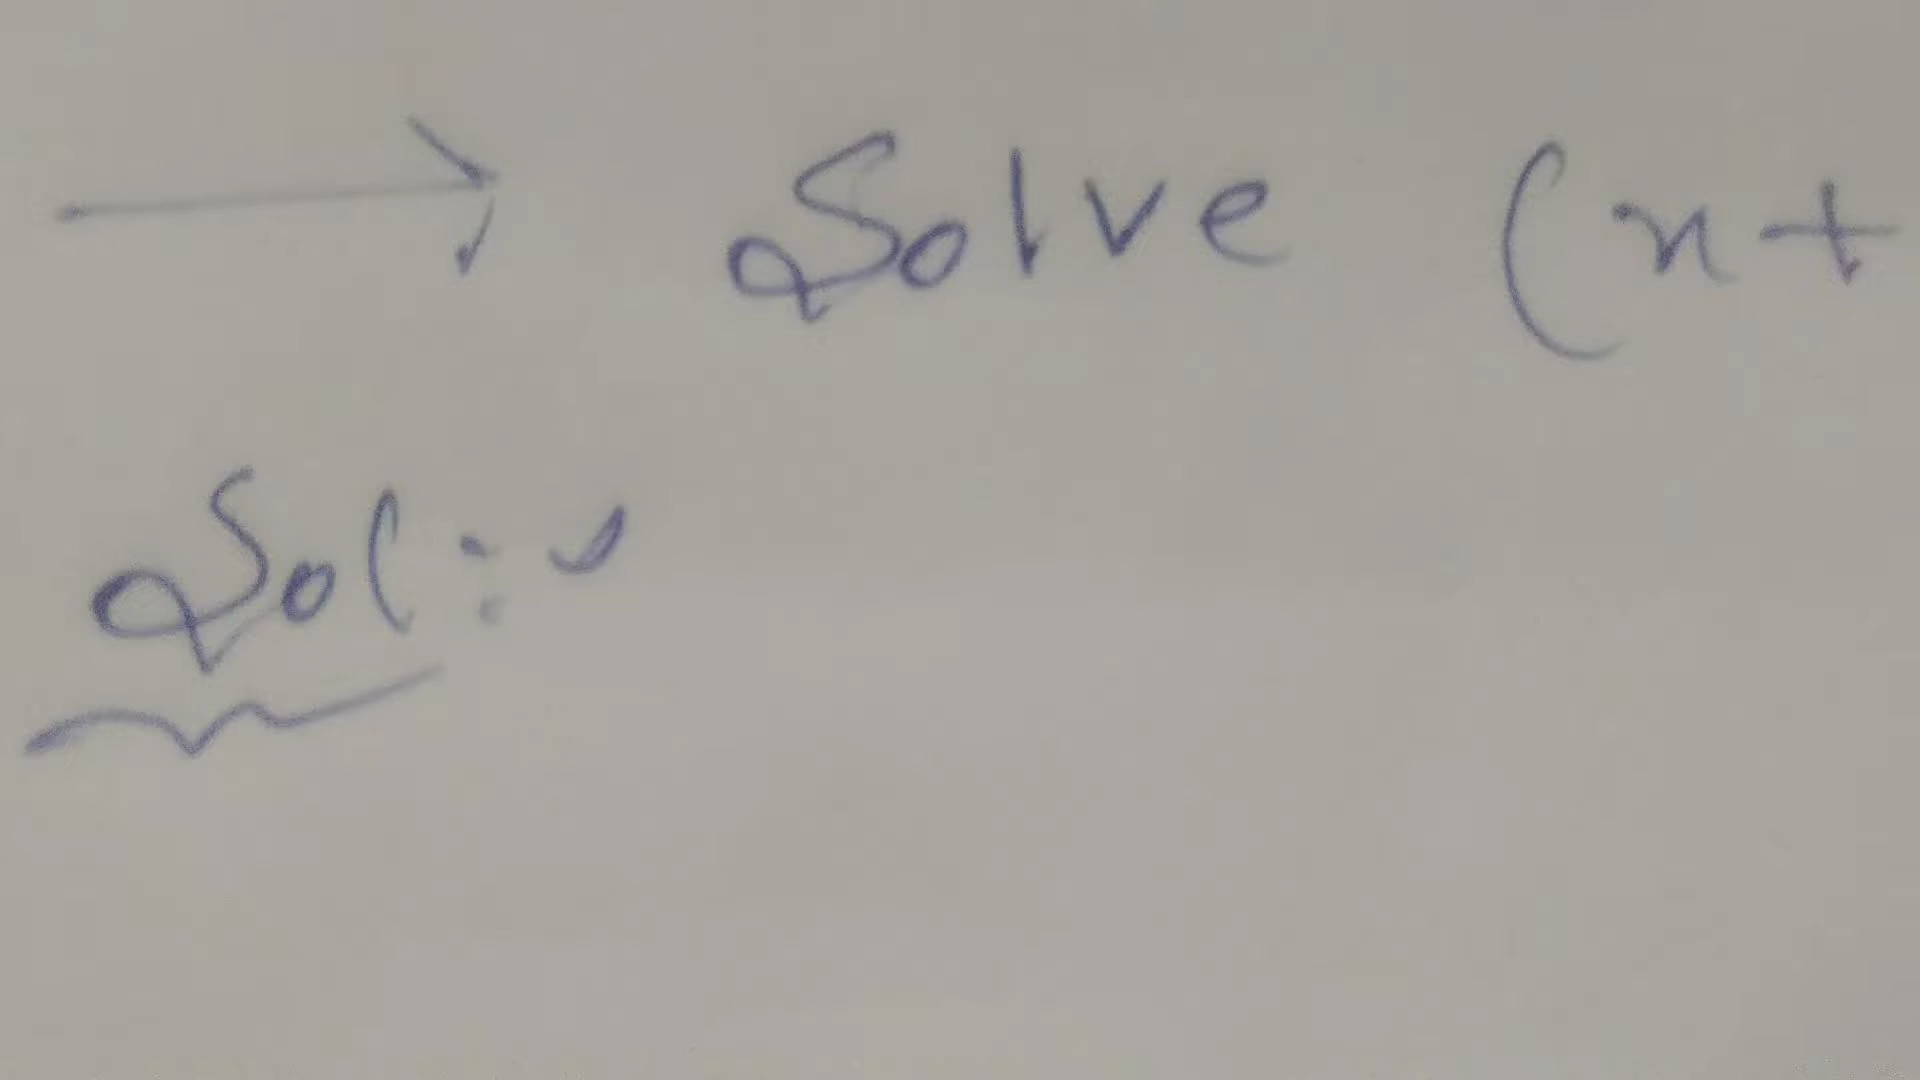 → Solve (x+
Sol:-